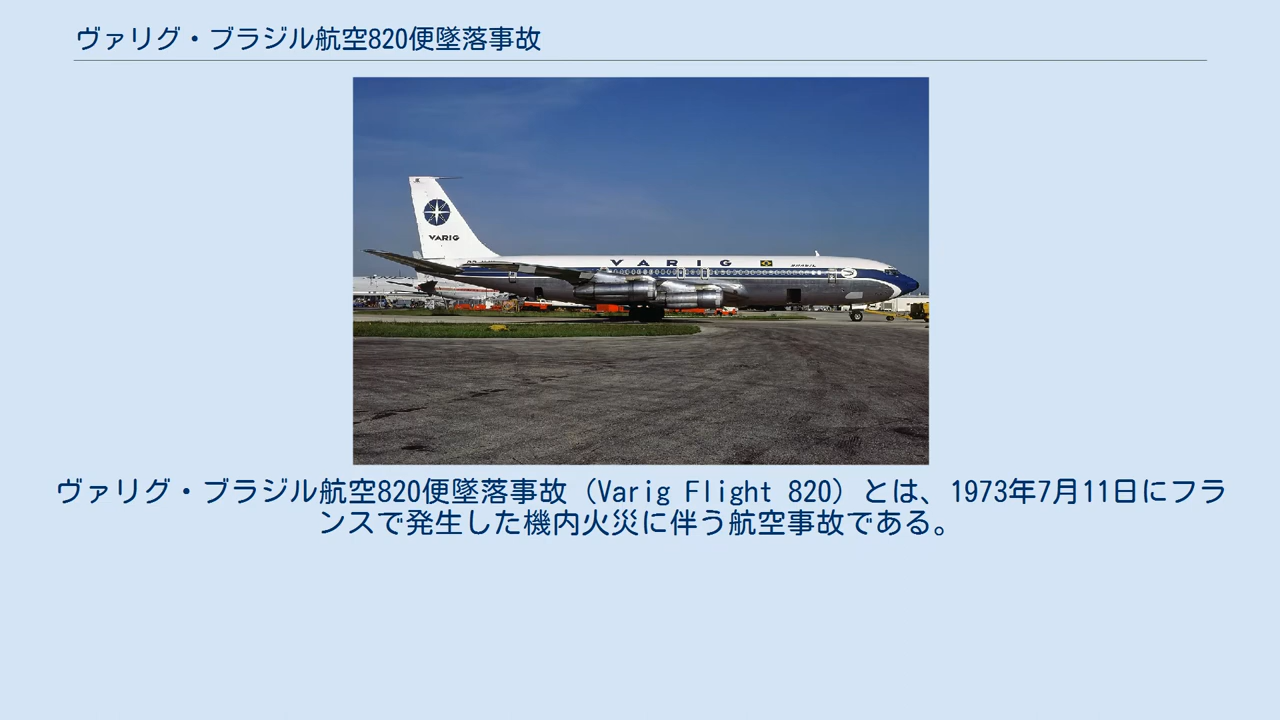 ヴァリグ・ブラジル航空820便墜落事故
VARIG
VARIG
BRASIL
ヴァリグ・ブラジル航空820便墜落事故（Varig Flight 820）とは、1973年7月11日にフラ
ンスで発生した機内火災に伴う航空事故である。